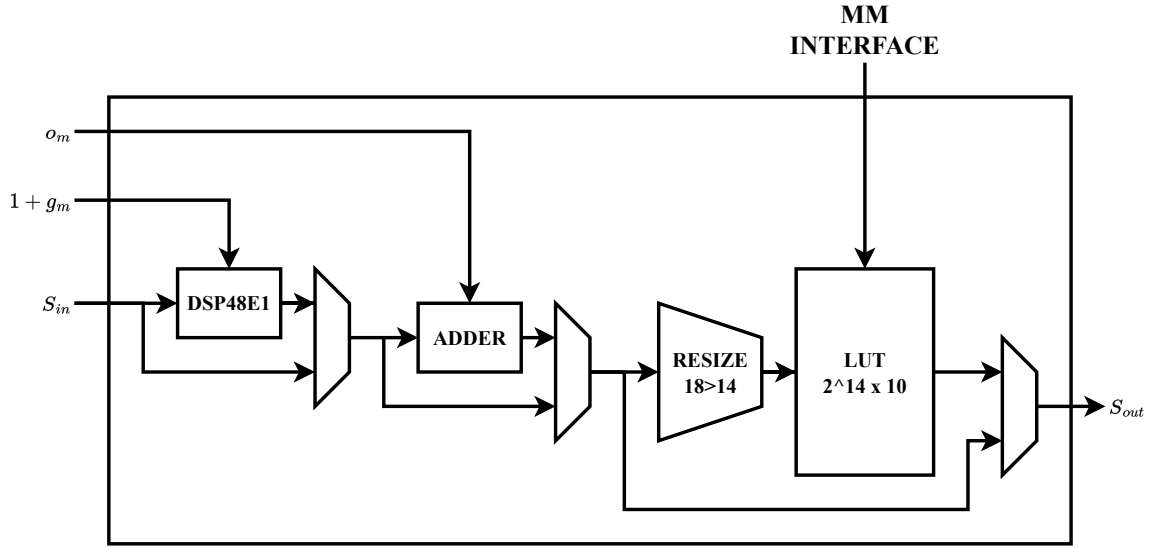 MM
INTERFACE
o_m
1 + g_m
S_in
DSP48E1
ADDER
RESIZE
18>14
LUT
2^14 x 10
S_out